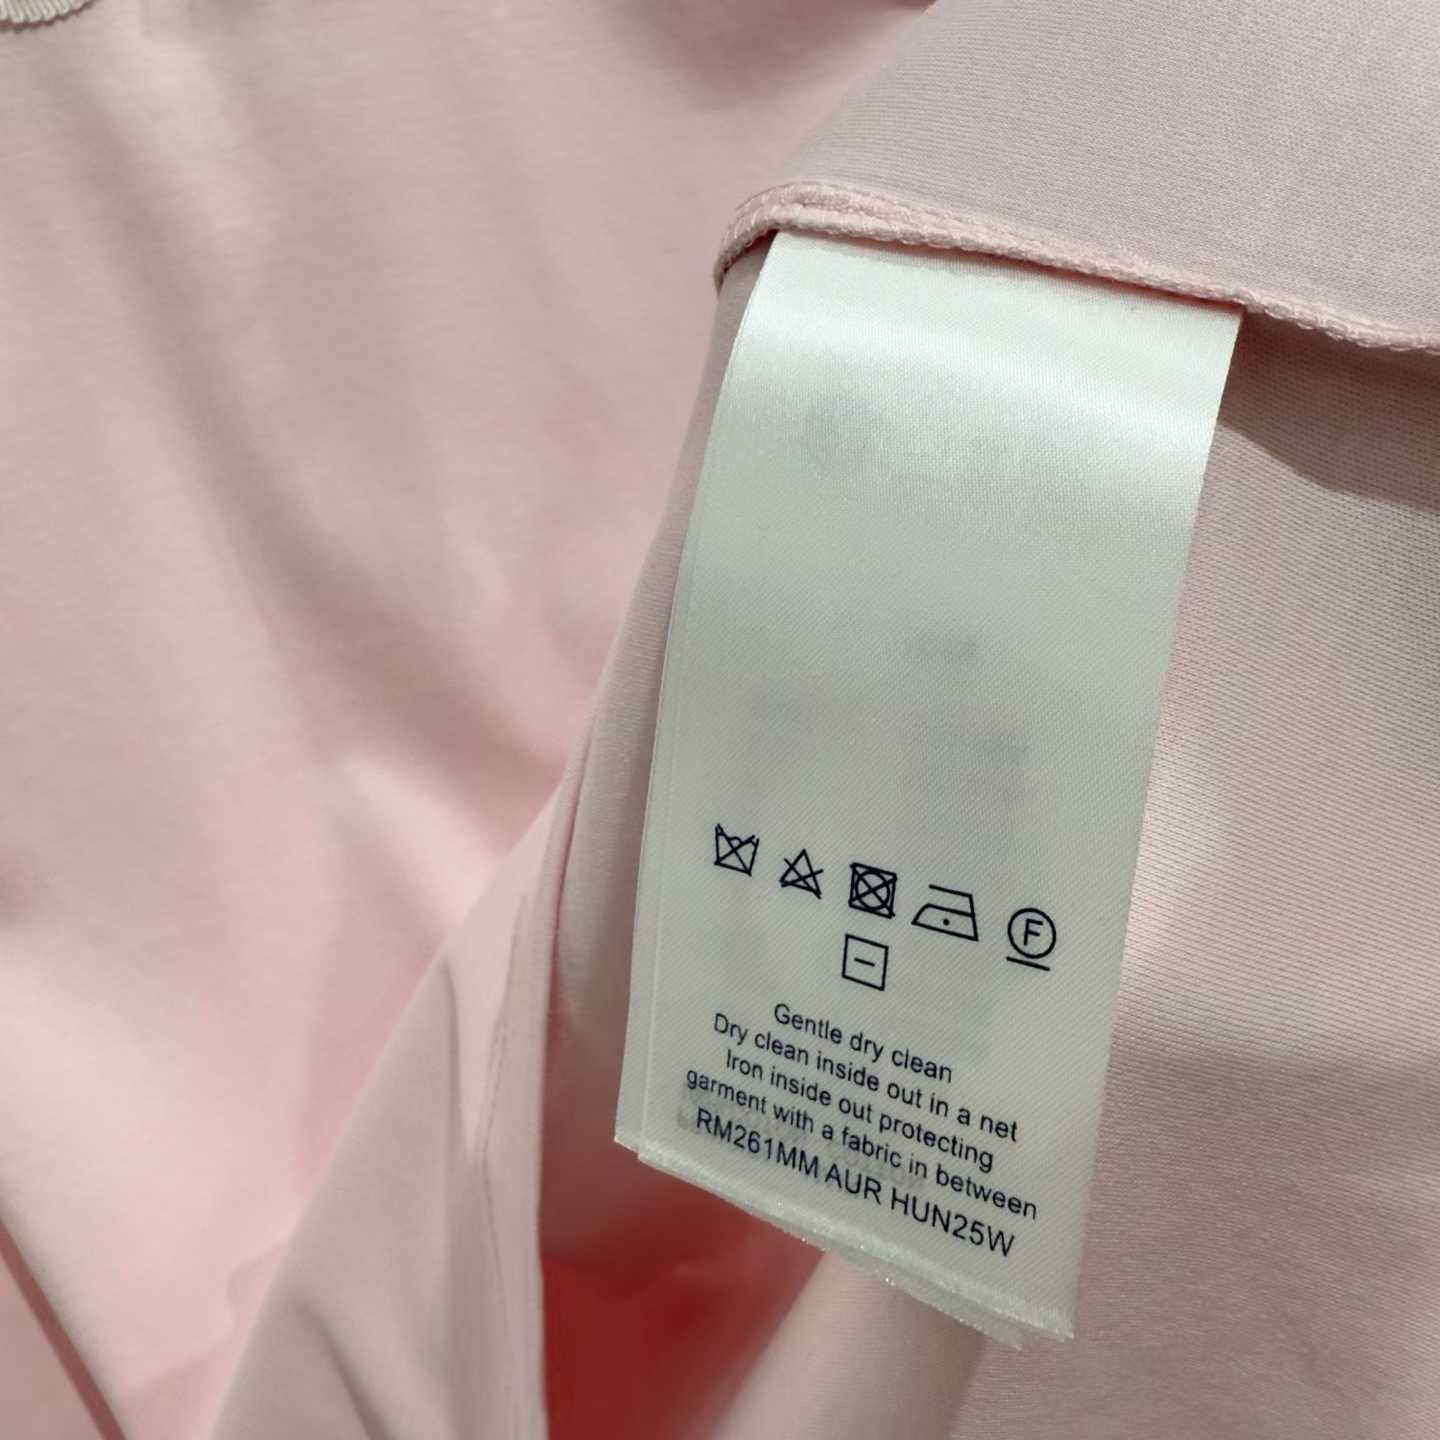 F
Gentle dry clean
Dry clean inside out in a net
Iron inside out protecting
garment with a fabric in between
RM261MM AUR HUN25W